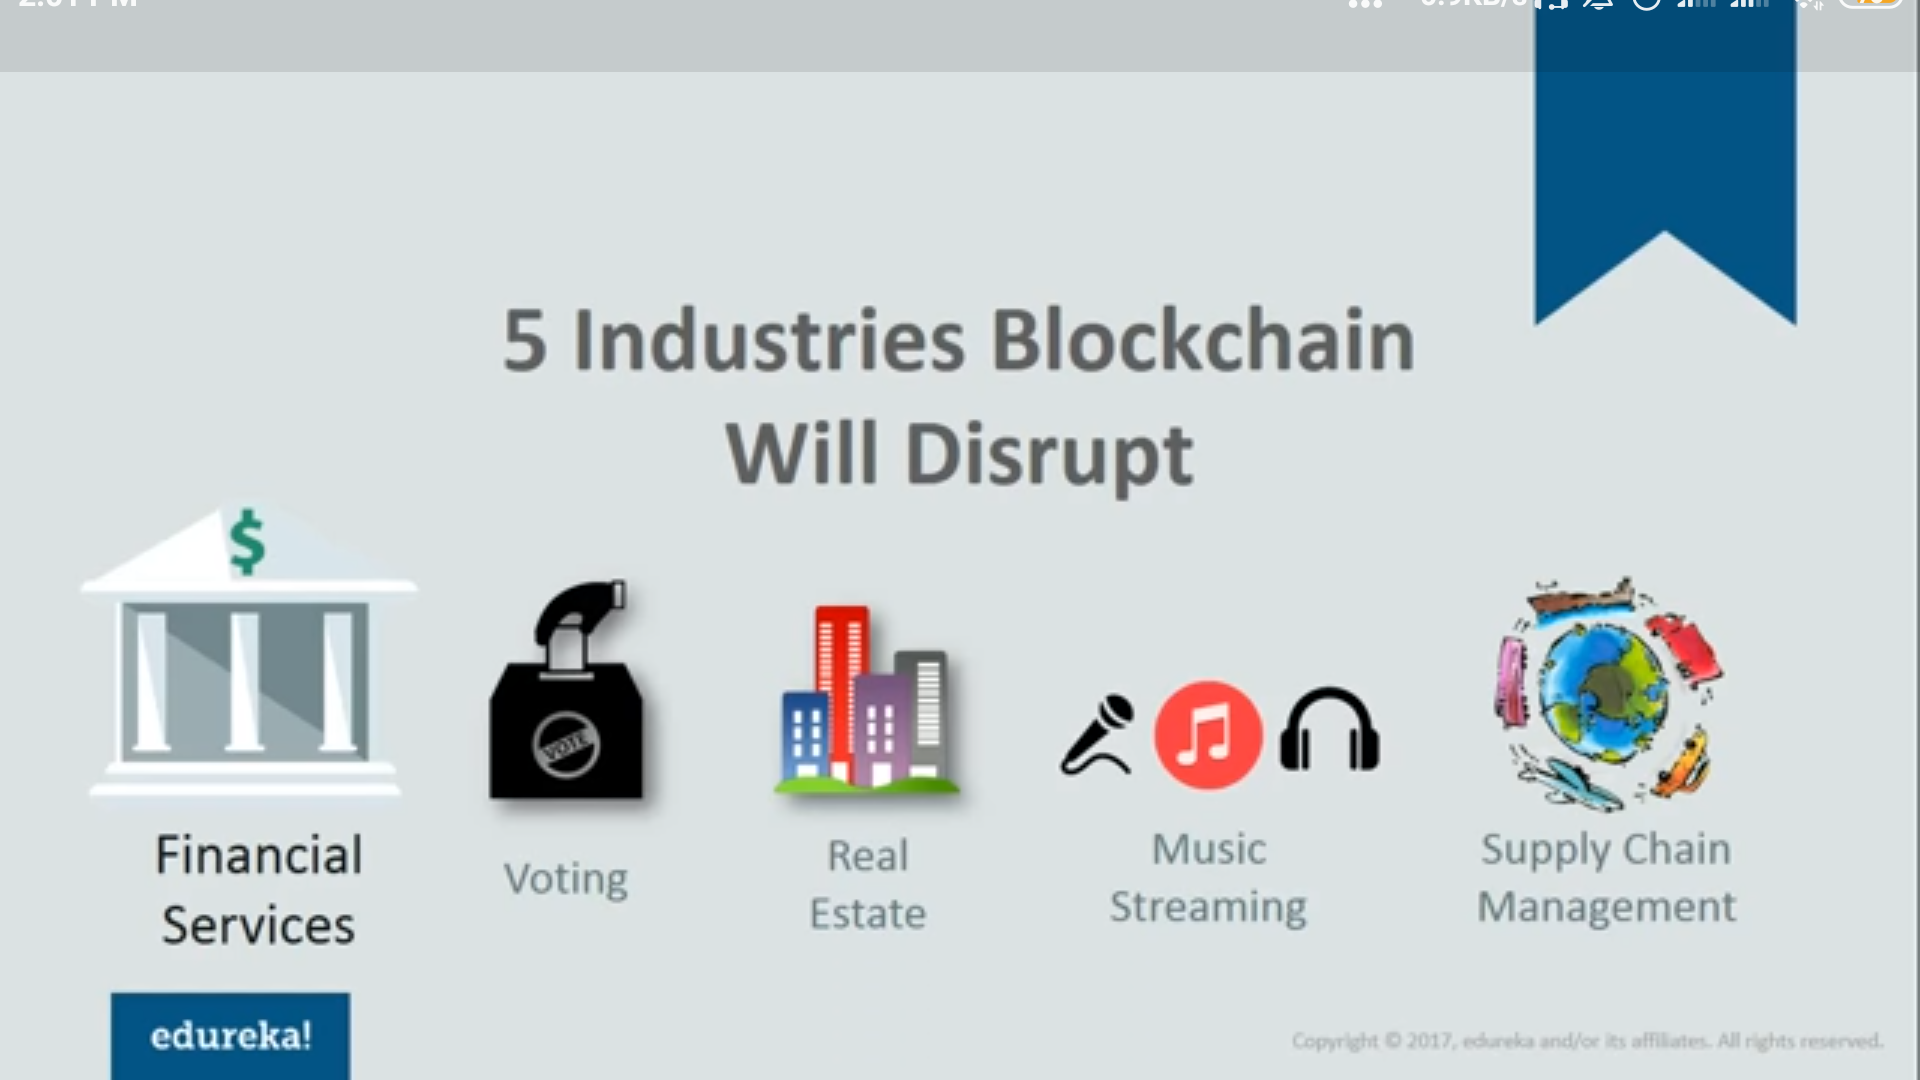 5 Industries Blockchain
Will Disrupt
$
VOTE
Financial
Services
Voting
Real
Estate
Music
Streaming
Supply Chain
Management
edureka!
Copyright © 2017, edureka and/or its affiliates. All rights reserved.